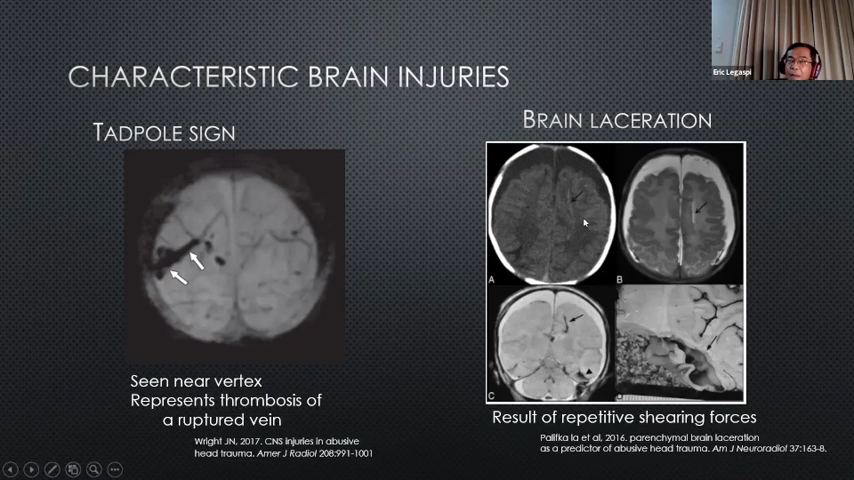 Eric Legaspi
CHARACTERISTIC BRAIN INJURIES
TADPOLE SIGN
Seen near vertex
Represents thrombosis of
a ruptured vein
Wright JN, 2017. CNS injuries in abusive
head trauma. Amer J Radiol 208:991-1001
BRAIN LACERATION
A
B
C
Result of repetitive shearing forces
Palifka la et al, 2016. parenchymal brain laceration
as a predictor of abusive head trauma. Am J Neuroradiol 37:163-8.